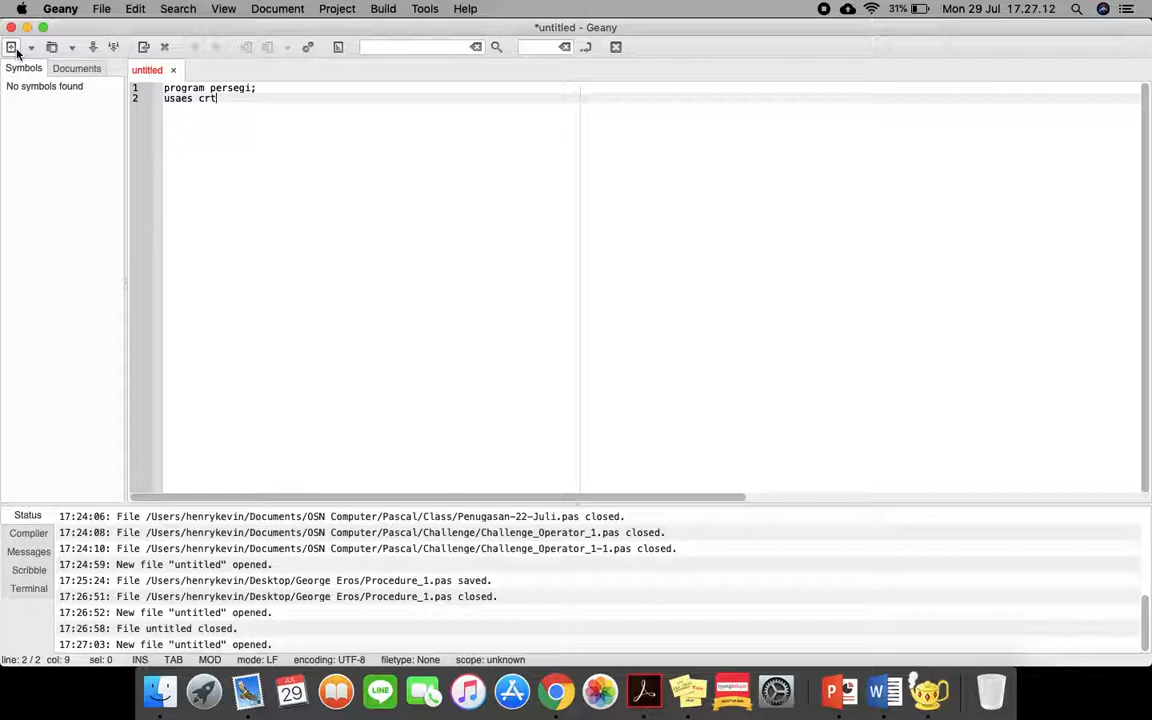 Geany File Edit Search View Document Project Build Tools Help 31% Mon 29 Jul 17.27.12
*untitled - Geany
Symbols Documents untitled
No symbols found
1 program persegi;
2 usaes crt
Status
Compiler
Messages
Scribble
Terminal
17:24:06: File /Users/henrykevin/Documents/OSN Computer/Pascal/Class/Penugasan-22-Juli.pas closed.
17:24:08: File /Users/henrykevin/Documents/OSN Computer/Pascal/Challenge/Challenge_Operator_1.pas closed.
17:24:10: File /Users/henrykevin/Documents/OSN Computer/Pascal/Challenge/Challenge_Operator_1-1.pas closed.
17:24:59: New file "untitled" opened.
17:25:24: File /Users/henrykevin/Desktop/George Eros/Procedure_1.pas saved.
17:26:51: File /Users/henrykevin/Desktop/George Eros/Procedure_1.pas closed.
17:26:52: New file "untitled" opened.
17:26:58: File untitled closed.
17:27:03: New file "untitled" opened.
line: 2 / 2 col: 9 sel: 0 INS TAB MOD mode: LF encoding: UTF-8 filetype: None scope: unknown